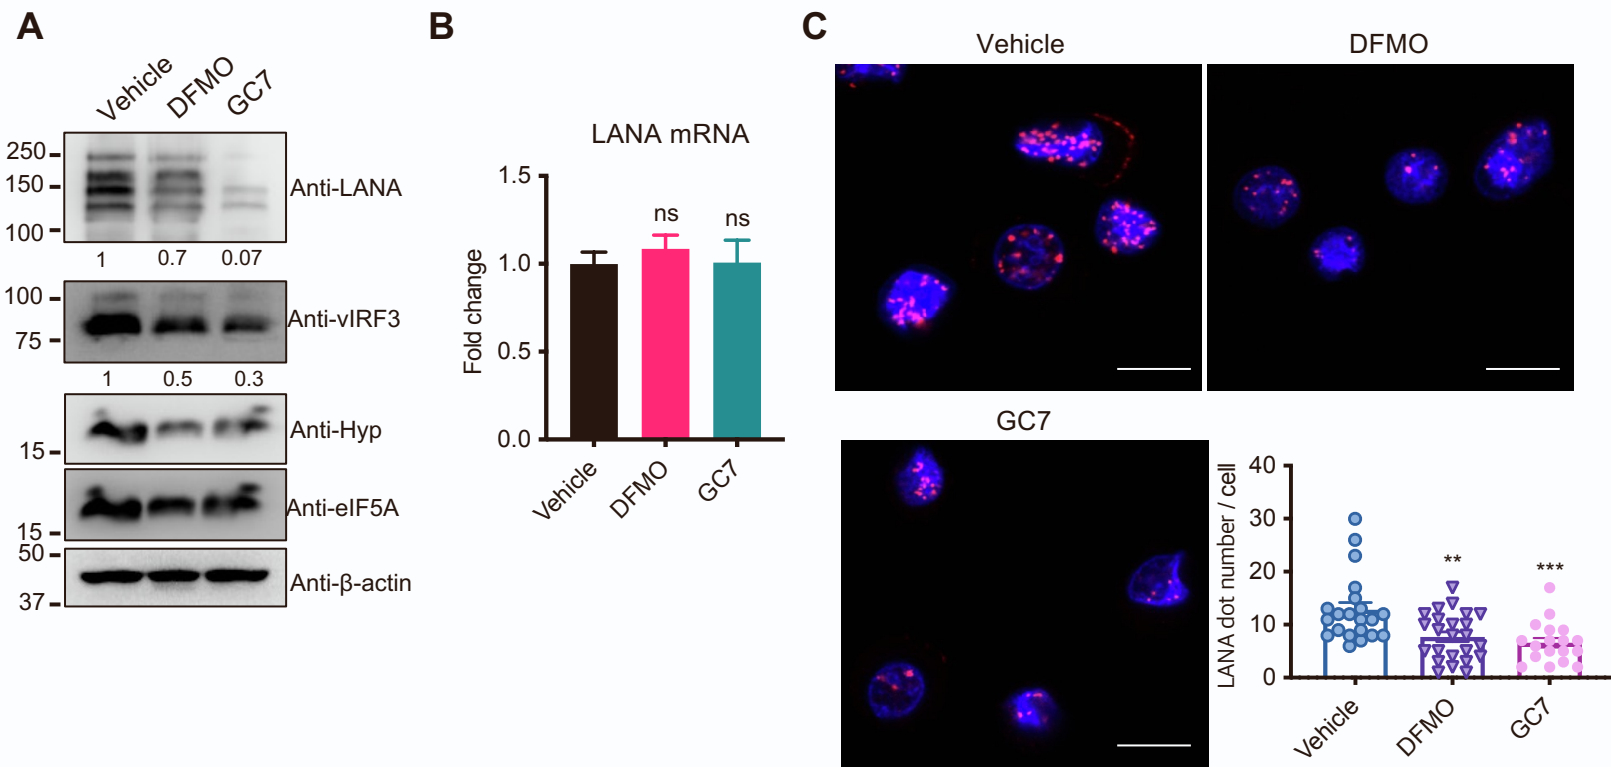 A
Vehicle
DFMO
GC7
250
150
100
Anti-LANA
1 0.7 0.07
100
75
Anti-vIRF3
1 0.5 0.3
15
Anti-Hyp
15
Anti-eIF5A
50
37
Anti-β-actin
B
LANA mRNA
Fold change
1.5
1.0
0.5
0.0
ns
ns
Vehicle
DFMO
GC7
C
Vehicle
DFMO
GC7
LANA dot number / cell
40
30
20
10
0
**
***
Vehicle
DFMO
GC7